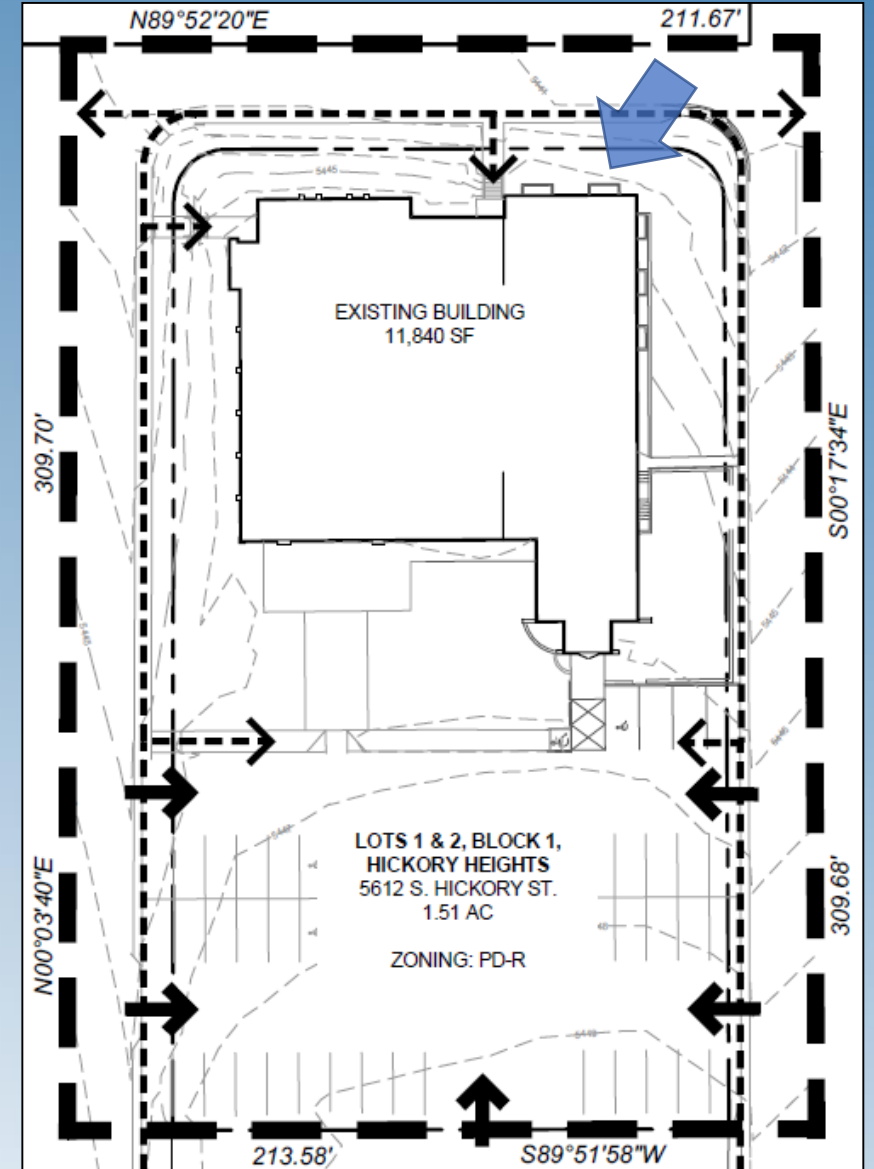 N89°52'20"E
211.67'
5446
EXISTING BUILDING
11,840 SF
309.70'
S00°17'34"E
LOTS 1 & 2, BLOCK 1,
HICKORY HEIGHTS
5612 S. HICKORY ST.
1.51 AC
ZONING: PD-R
N00°03'40"E
309.68'
213.58'
S89°51'58"W